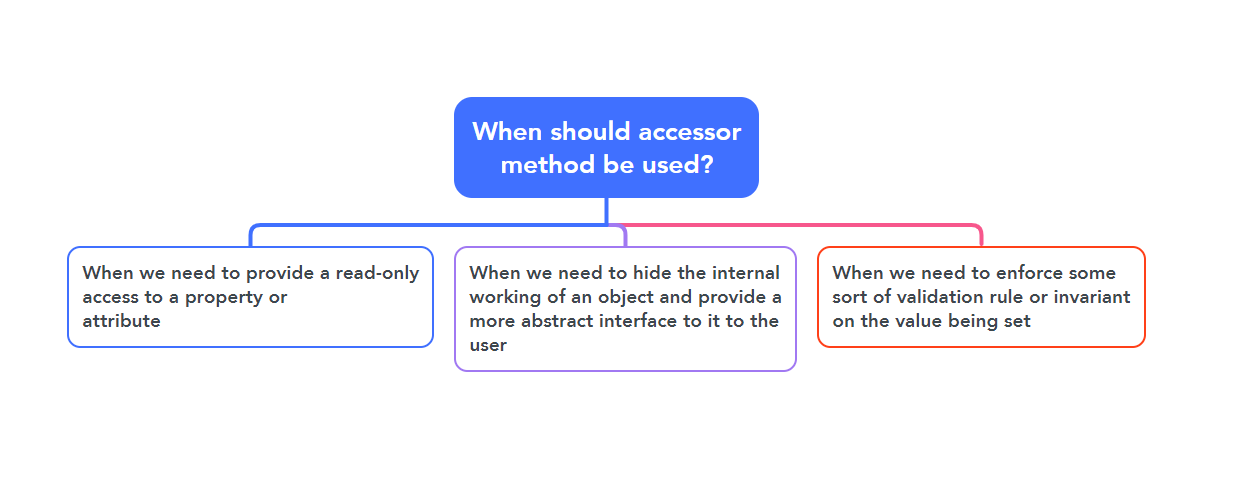 When should accessor
method be used?
When we need to provide a read-only
access to a property or
attribute
When we need to hide the internal
working of an object and provide a
more abstract interface to it to the
user
When we need to enforce some
sort of validation rule or invariant
on the value being set